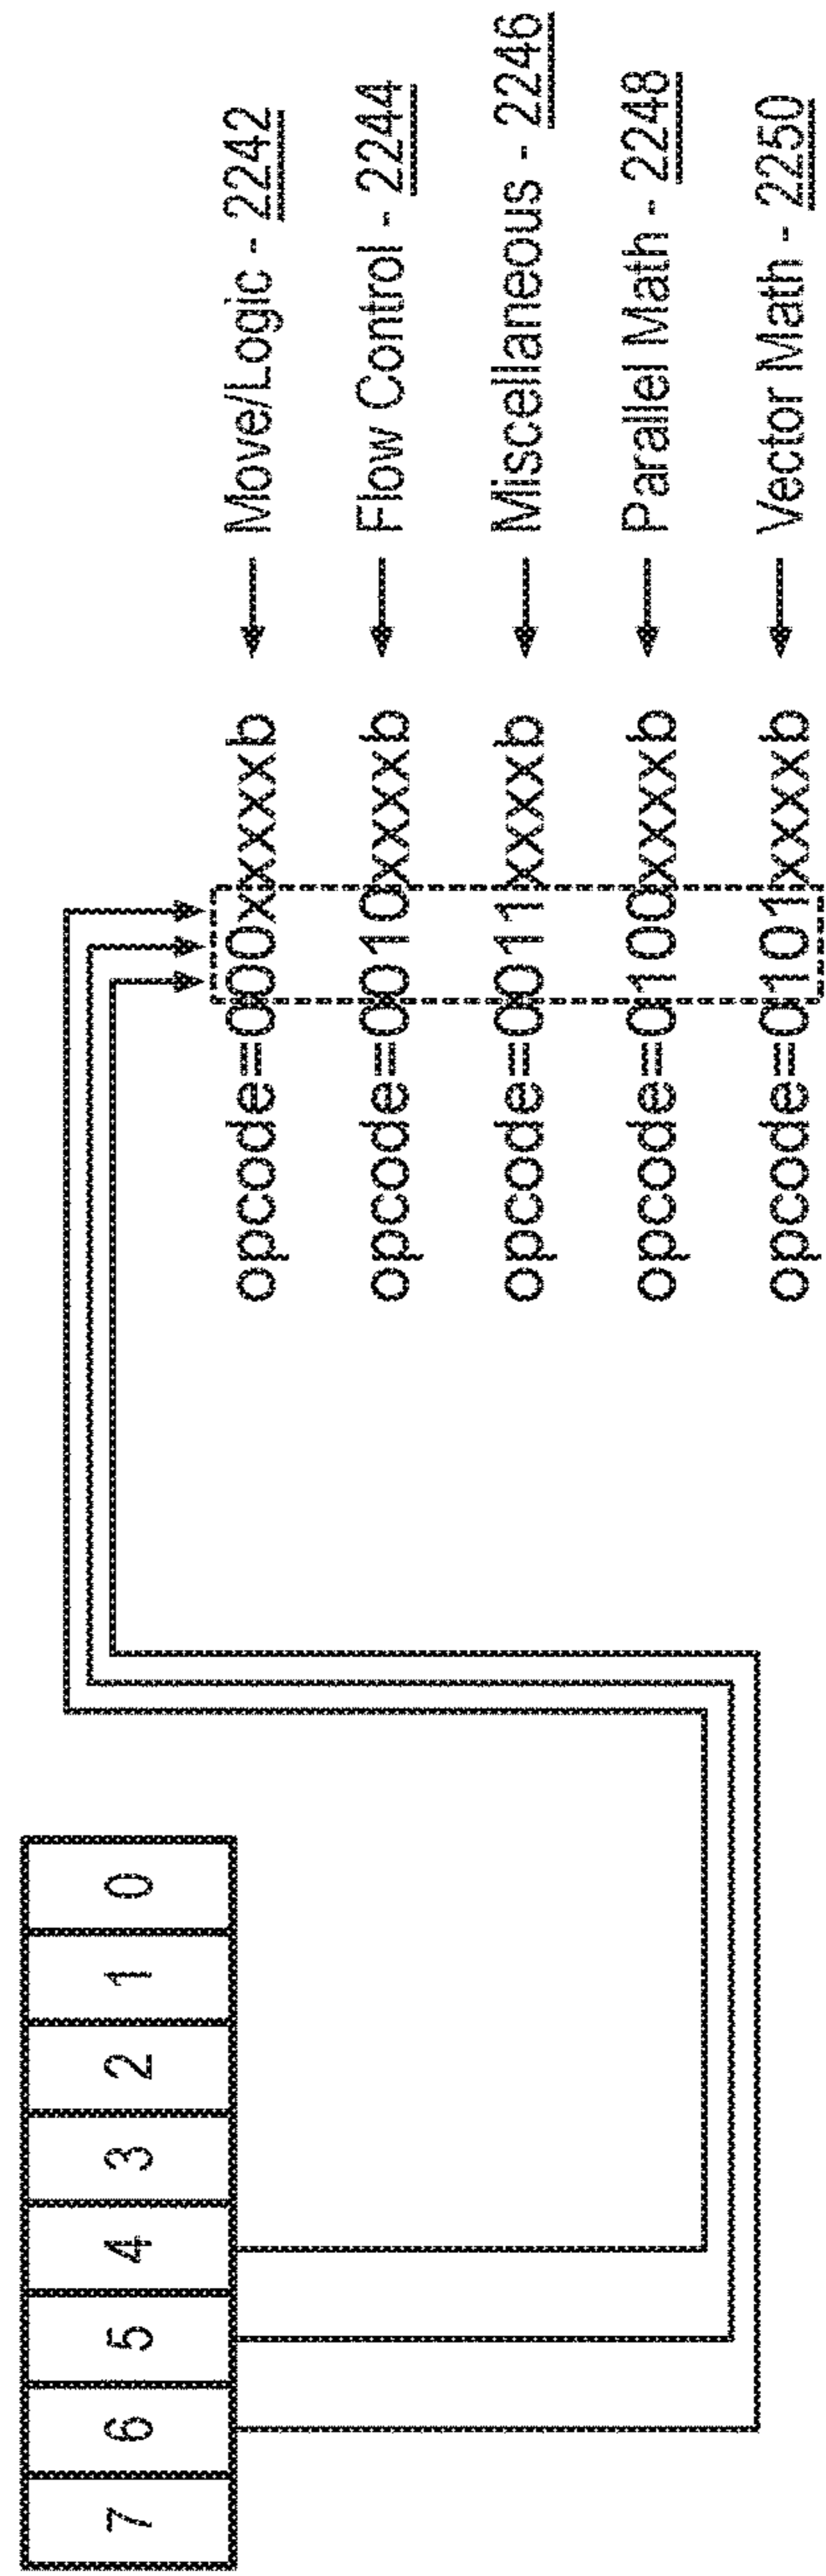 7 6 5 4 3 2 1 0
opcode=000xxxxxb Move/Logic - 2242
opcode=0010xxxxb Flow Control - 2244
opcode=0011xxxxb Miscellaneous - 2246
opcode=0100xxxxb Parallel Math - 2248
opcode=0101xxxxb Vector Math - 2250